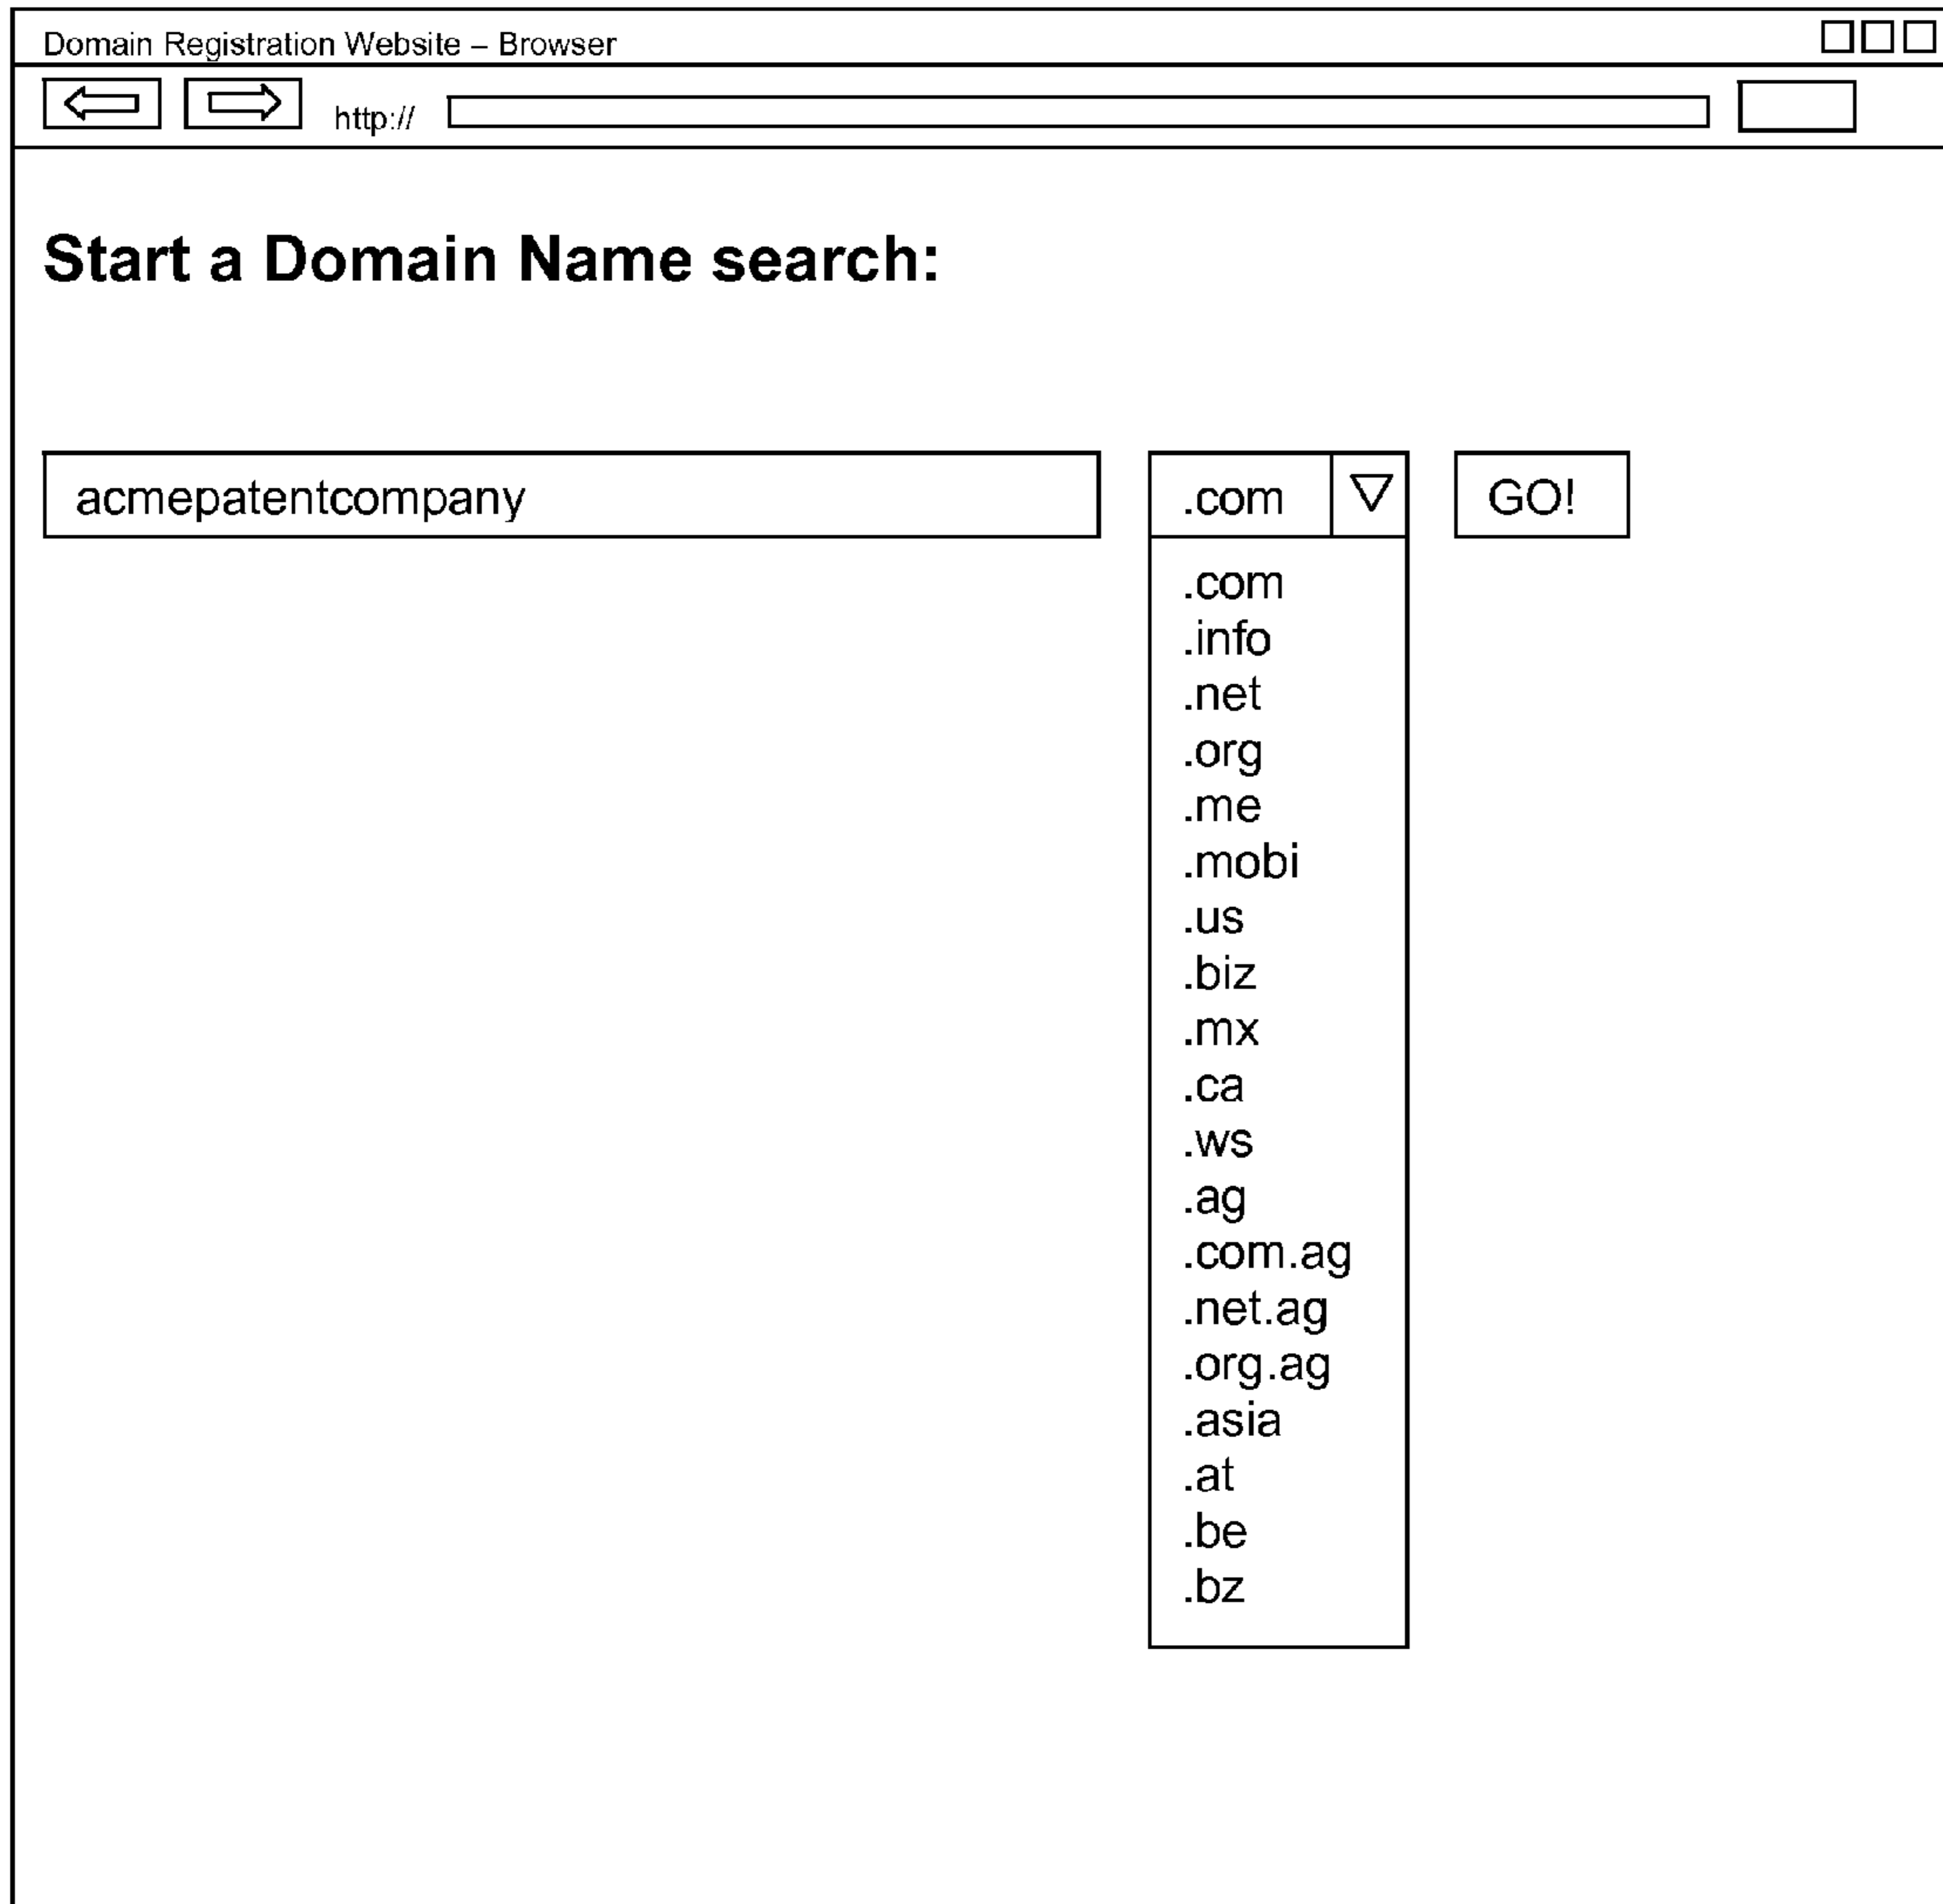 Domain Registration Website – Browser
http://
Start a Domain Name search:
acmepatentcompany .com GO!
.com
.info
.net
.org
.me
.mobi
.us
.biz
.mx
.ca
.ws
.ag
.com.ag
.net.ag
.org.ag
.asia
.at
.be
.bz